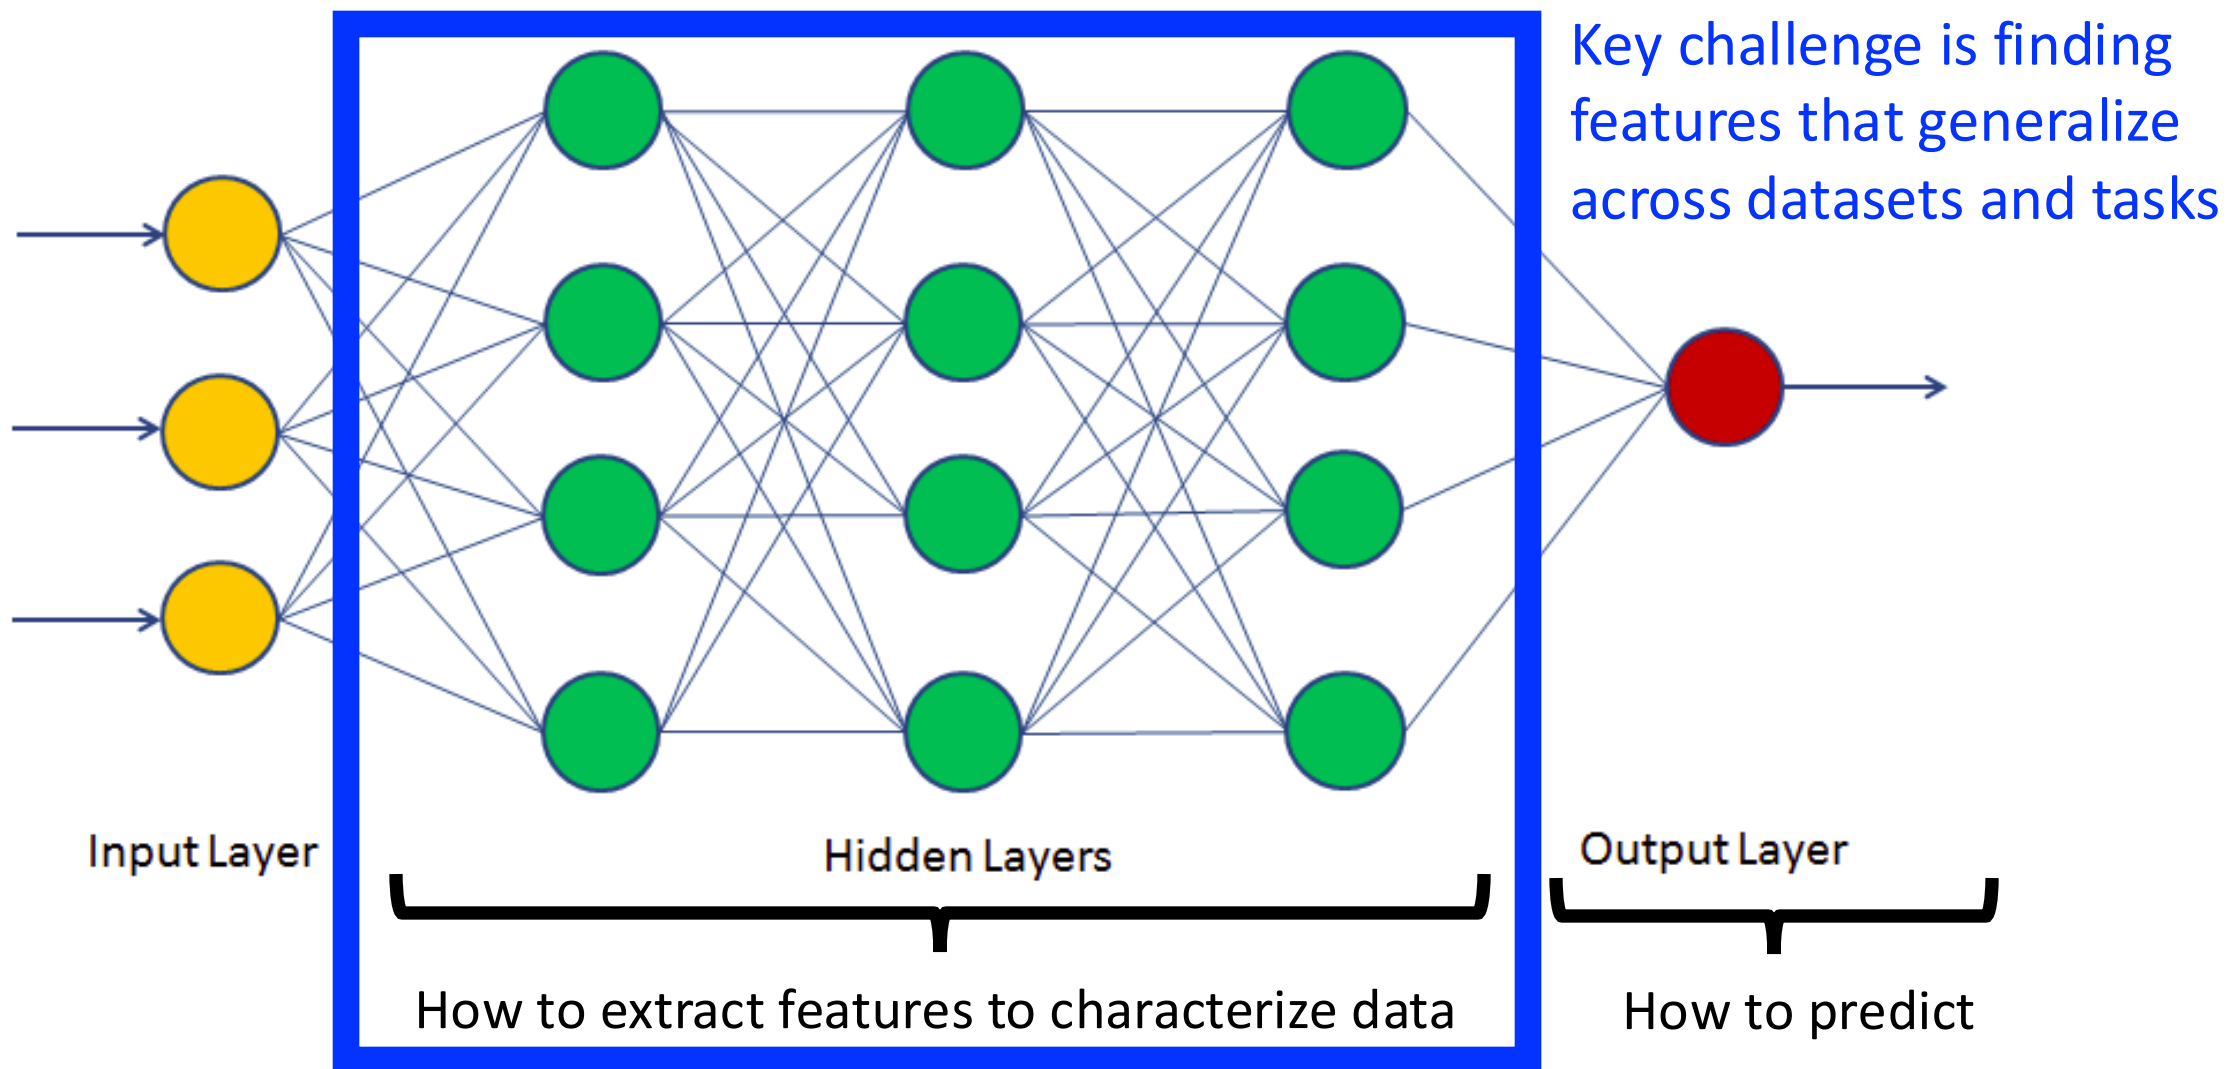 Key challenge is finding
features that generalize
across datasets and tasks
Input Layer
Hidden Layers
Output Layer
How to extract features to characterize data
How to predict